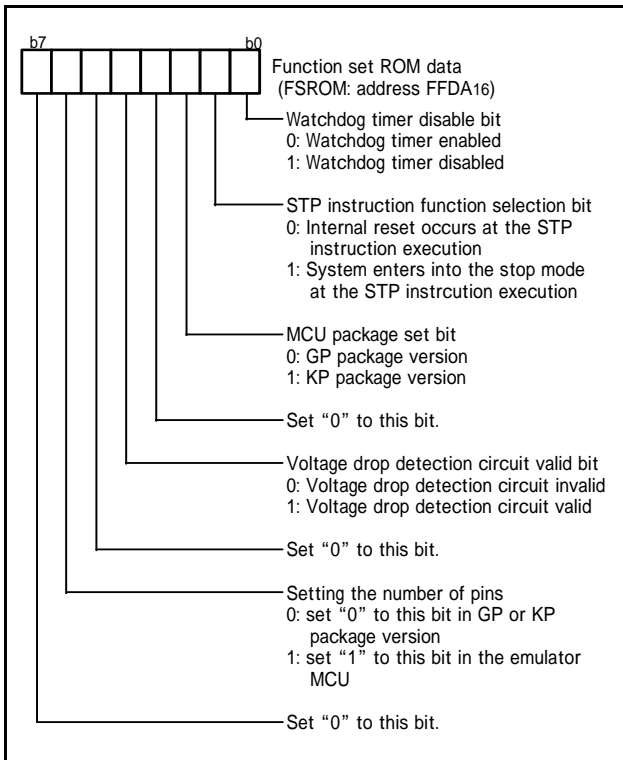 b7 b0
Function set ROM data
(FSROM: address FFDA16)
Watchdog timer disable bit
0: Watchdog timer enabled
1: Watchdog timer disabled
STP instruction function selection bit
0: Internal reset occurs at the STP
instruction execution
1: System enters into the stop mode
at the STP instrcution execution
MCU package set bit
0: GP package version
1: KP package version
Set “0” to this bit.
Voltage drop detection circuit valid bit
0: Voltage drop detection circuit invalid
1: Voltage drop detection circuit valid
Set “0” to this bit.
Setting the number of pins
0: set “0” to this bit in GP or KP
package version
1: set “1” to this bit in the emulator
MCU
Set “0” to this bit.